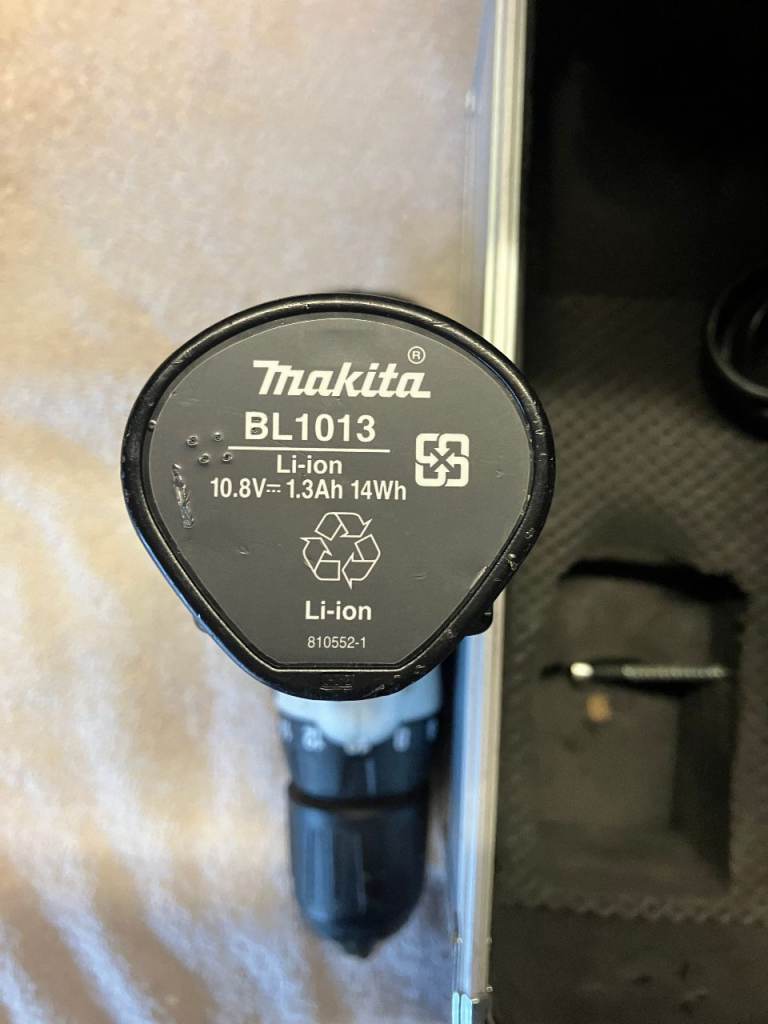 makita®
BL1013
Li-ion
10.8V⎓ 1.3Ah 14Wh
Li-ion
810552-1